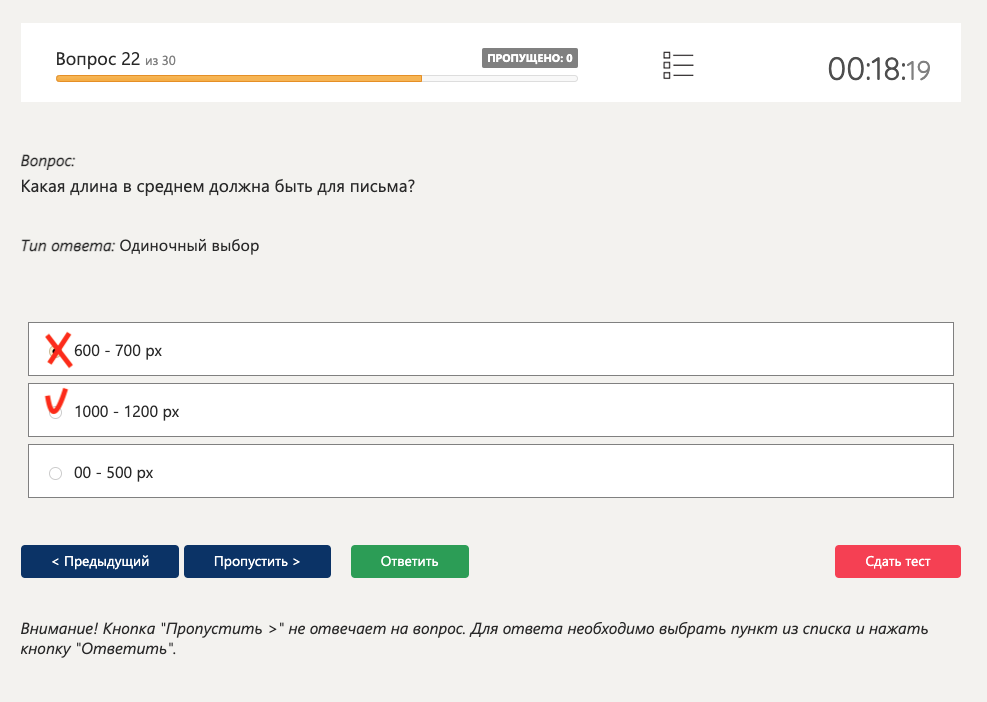 Вопрос 22 из 30
ПРОПУЩЕНО: 0
00:18:19
Вопрос:
Какая длина в среднем должна быть для письма?
Тип ответа: Одиночный выбор
600 - 700 px
1000 - 1200 px
00 - 500 px
< Предыдущий
Пропустить >
Ответить
Сдать тест
Внимание! Кнопка "Пропустить >" не отвечает на вопрос. Для ответа необходимо выбрать пункт из списка и нажать
кнопку "Ответить".